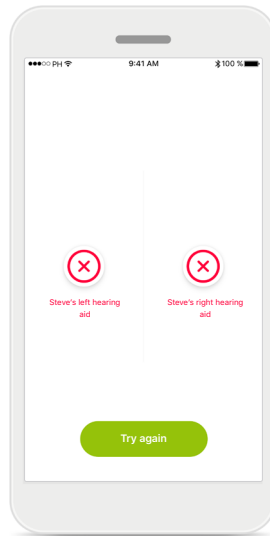 PH 9:41 AM 100 %
Steve's left hearing
aid
Steve's right hearing
aid
Try again